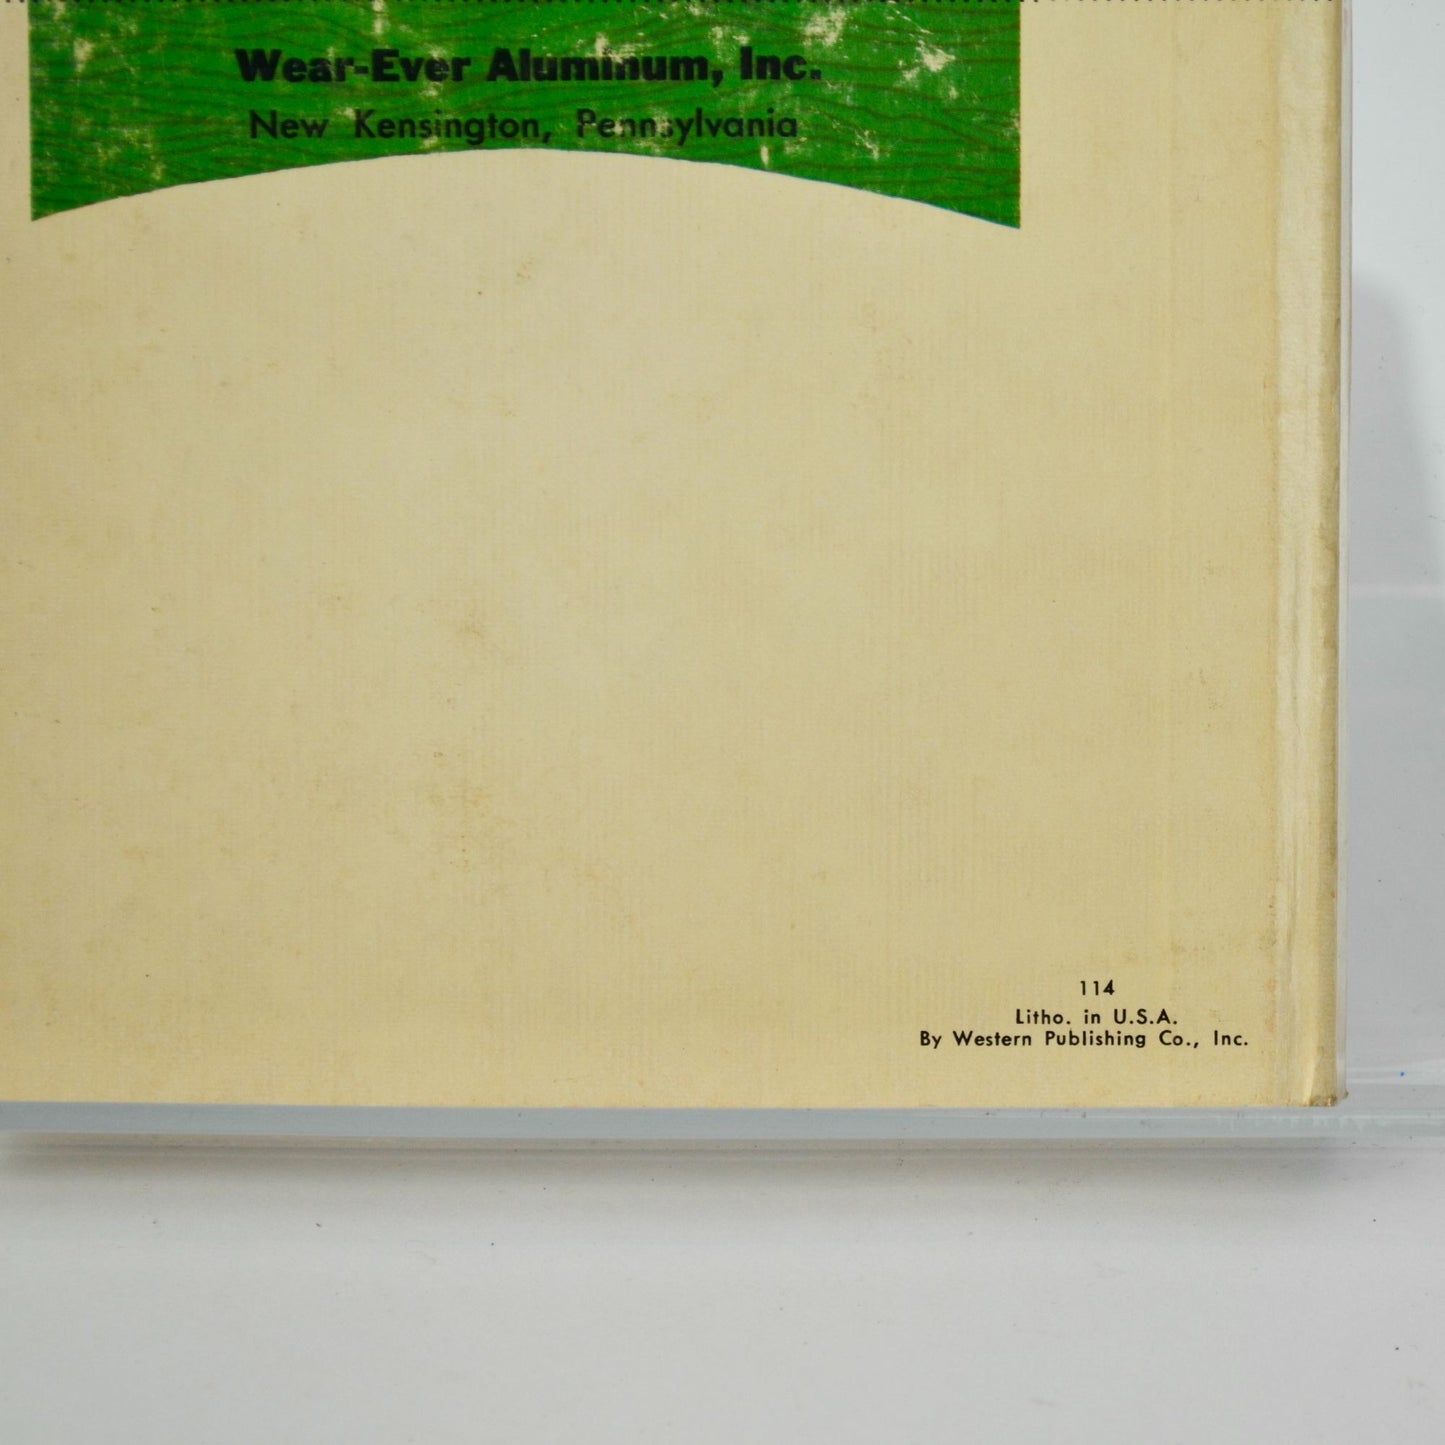 Wear-Ever Aluminum, Inc.
New Kensington, Pennsylvania
114
Litho. in U.S.A.
By Western Publishing Co., Inc.